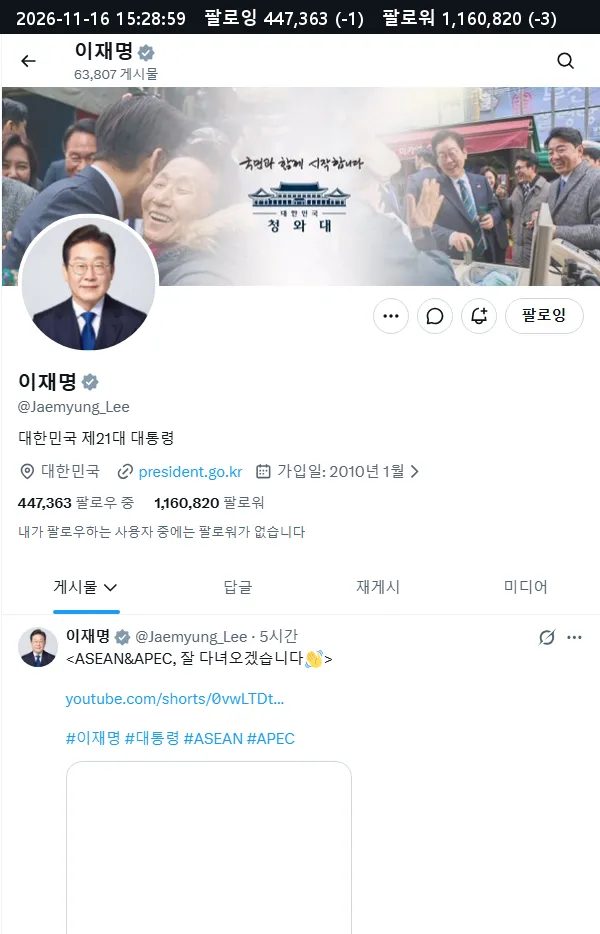 2026-11-16 15:28:59 팔로잉 447,363 (-1) 팔로워 1,160,820 (-3)
이재명
63,807 게시물
국민과 함께 시작합니다
대한민국
청와대
팔로잉
이재명
@Jaemyung_Lee
대한민국 제21대 대통령
대한민국 president.go.kr 가입일: 2010년 1월
447,363 팔로우 중 1,160,820 팔로워
내가 팔로우하는 사용자 중에는 팔로워가 없습니다
게시물 답글 재게시 미디어
이재명 @Jaemyung_Lee · 5시간
<ASEAN&APEC, 잘 다녀오겠습니다👋>
youtube.com/shorts/0vwLTDt...
#이재명 #대통령 #ASEAN #APEC